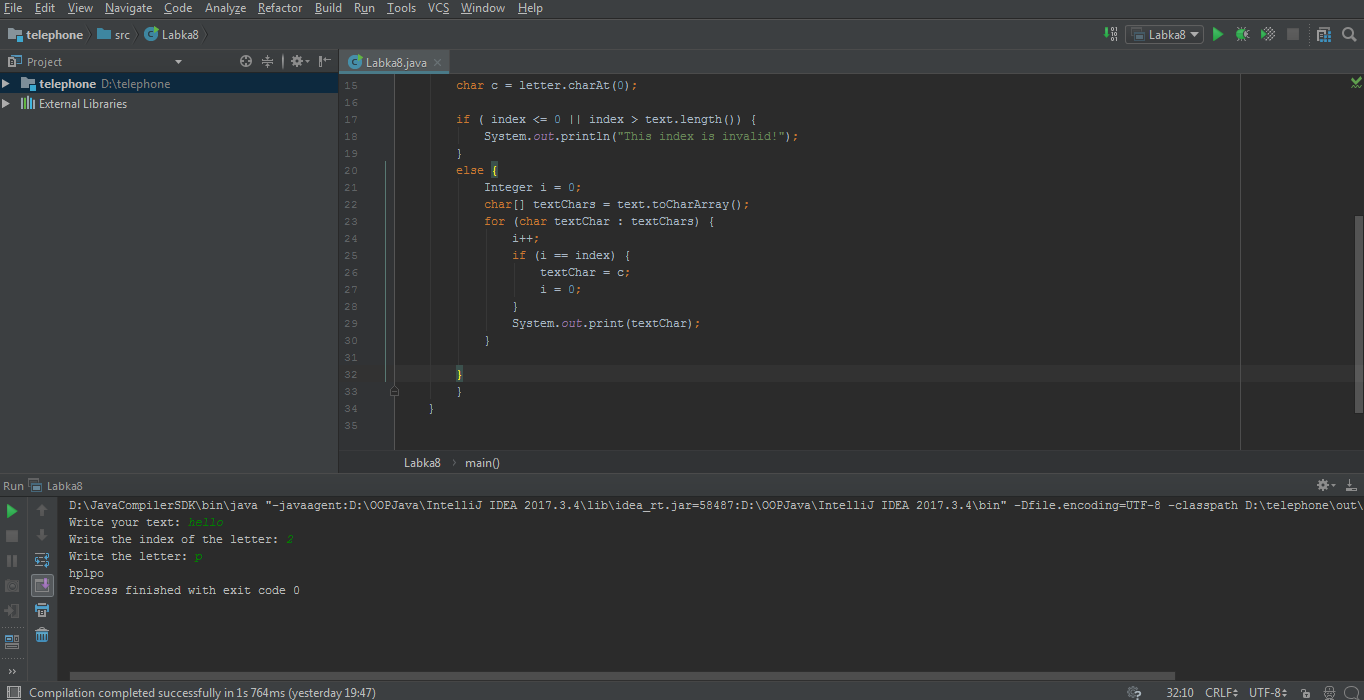 File Edit View Navigate Code Analyze Refactor Build Run Tools VCS Window Help
telephone src Labka8 Labka8
Project Labka8.java
telephone D:\telephone
External Libraries
15 char c = letter.charAt(0);
16
17 if ( index <= 0 || index > text.length()) {
18 System.out.println("This index is invalid!");
19 }
20 else {
21 Integer i = 0;
22 char[] textChars = text.toCharArray();
23 for (char textChar : textChars) {
24 i++;
25 if (i == index) {
26 textChar = c;
27 i = 0;
28 }
29 System.out.print(textChar);
30 }
31
32 }
33 }
34 }
35
Labka8 main()
Run Labka8
D:\JavaCompilerSDK\bin\java "-javaagent:D:\OOPJava\IntelliJ IDEA 2017.3.4\lib\idea_rt.jar=58487:D:\OOPJava\IntelliJ IDEA 2017.3.4\bin" -Dfile.encoding=UTF-8 -classpath D:\telephone\out\
Write your text: hello
Write the index of the letter: 2
Write the letter: p
hplpo
Process finished with exit code 0
Compilation completed successfully in 1s 764ms (yesterday 19:47) 32:10 CRLF UTF-8